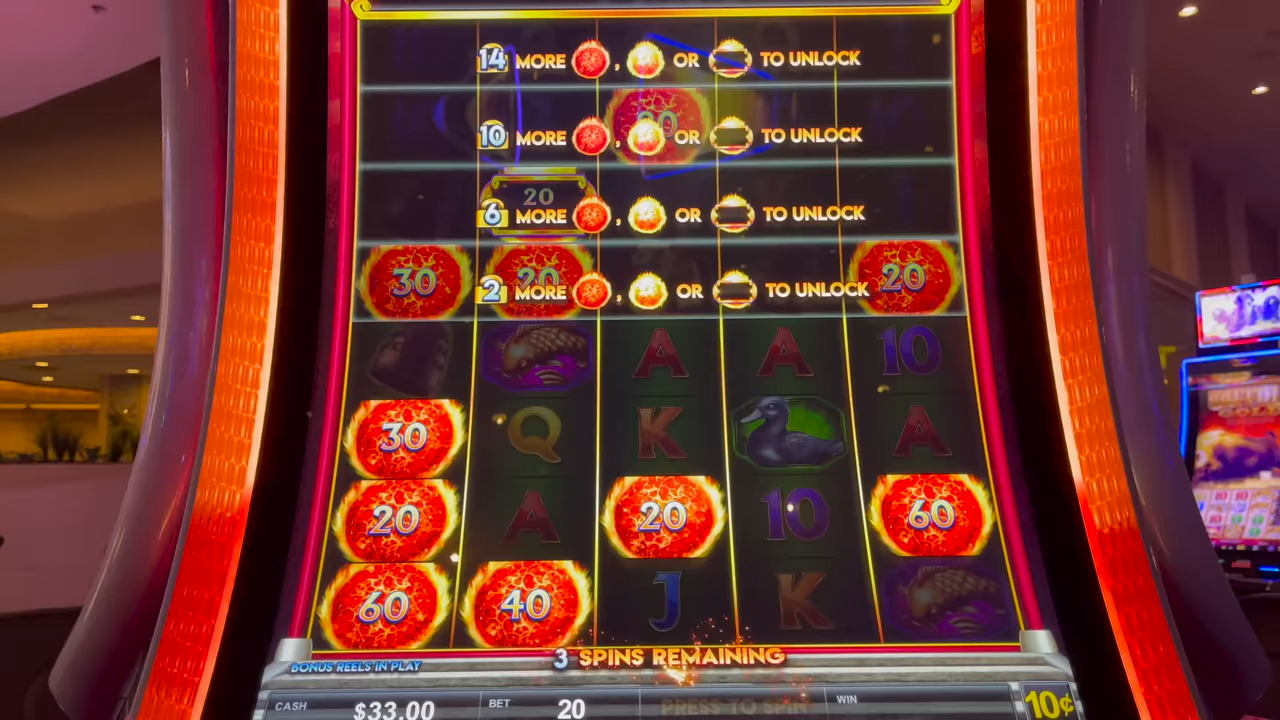 14 MORE , OR TO UNLOCK
10 MORE , OR TO UNLOCK
20
6 MORE , OR TO UNLOCK
30 20 20
2 MORE , OR TO UNLOCK
A A 10
30 Q K A
20 A 20 10 60
60 40 J K
3 SPINS REMAINING
BONUS REELS IN PLAY
CASH $33.00 BET 20 PRESS TO SPIN WIN 10¢